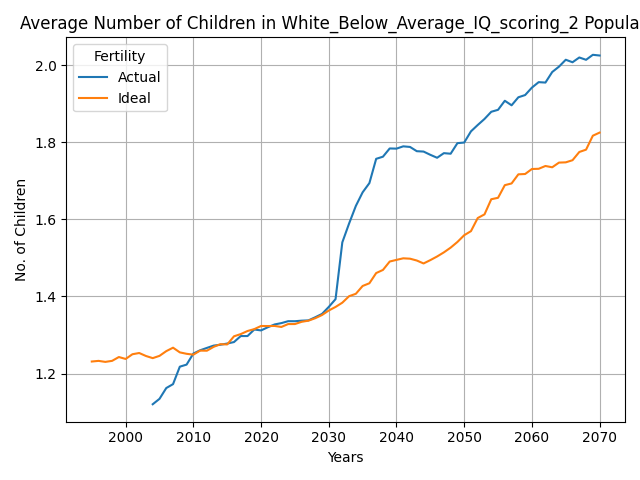 Average Number of Children in White_Below_Average_IQ_scoring_2 Popula
Fertility
Actual
Ideal
2.0
1.8
1.6
1.4
1.2
No. of Children
2000 2010 2020 2030 2040 2050 2060 2070
Years